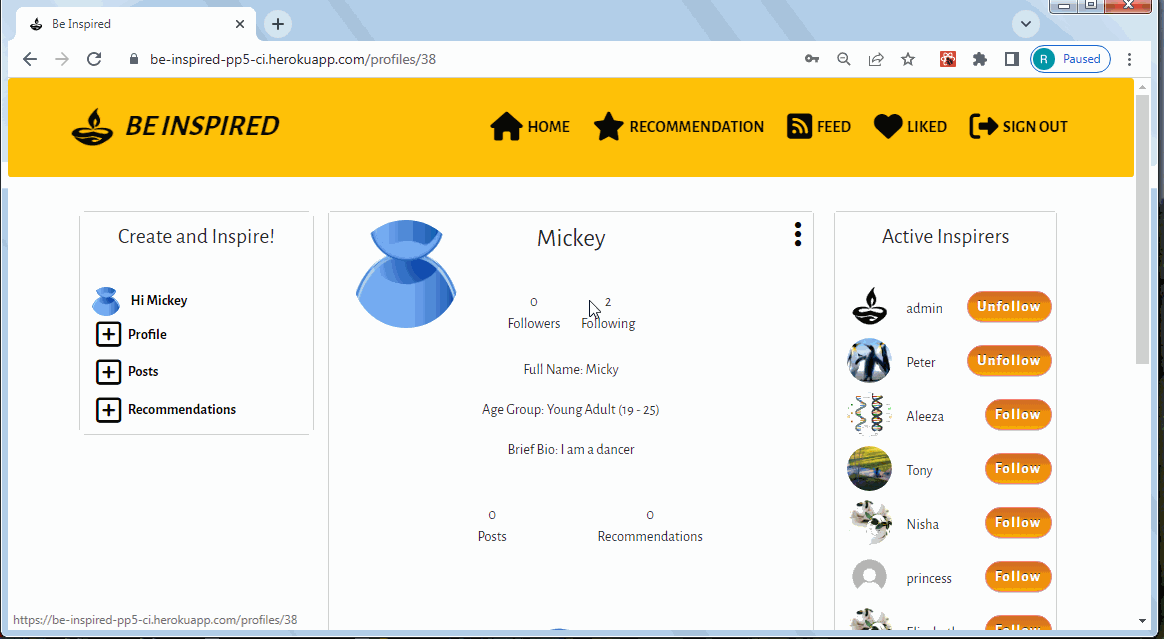 Be Inspired
be-inspired-pp5-ci.herokuapp.com/profiles/38
R Paused
BE INSPIRED
HOME
RECOMMENDATION
FEED
LIKED
SIGN OUT
Create and Inspire!
Hi Mickey
Profile
Posts
Recommendations
Mickey
0 2
Followers Following
Full Name: Micky
Age Group: Young Adult (19 - 25)
Brief Bio: I am a dancer
0 0
Posts Recommendations
Active Inspirers
admin Unfollow
Peter Unfollow
Aleeza Follow
Tony Follow
Nisha Follow
princess Follow
Follow
https://be-inspired-pp5-ci.herokuapp.com/profiles/38